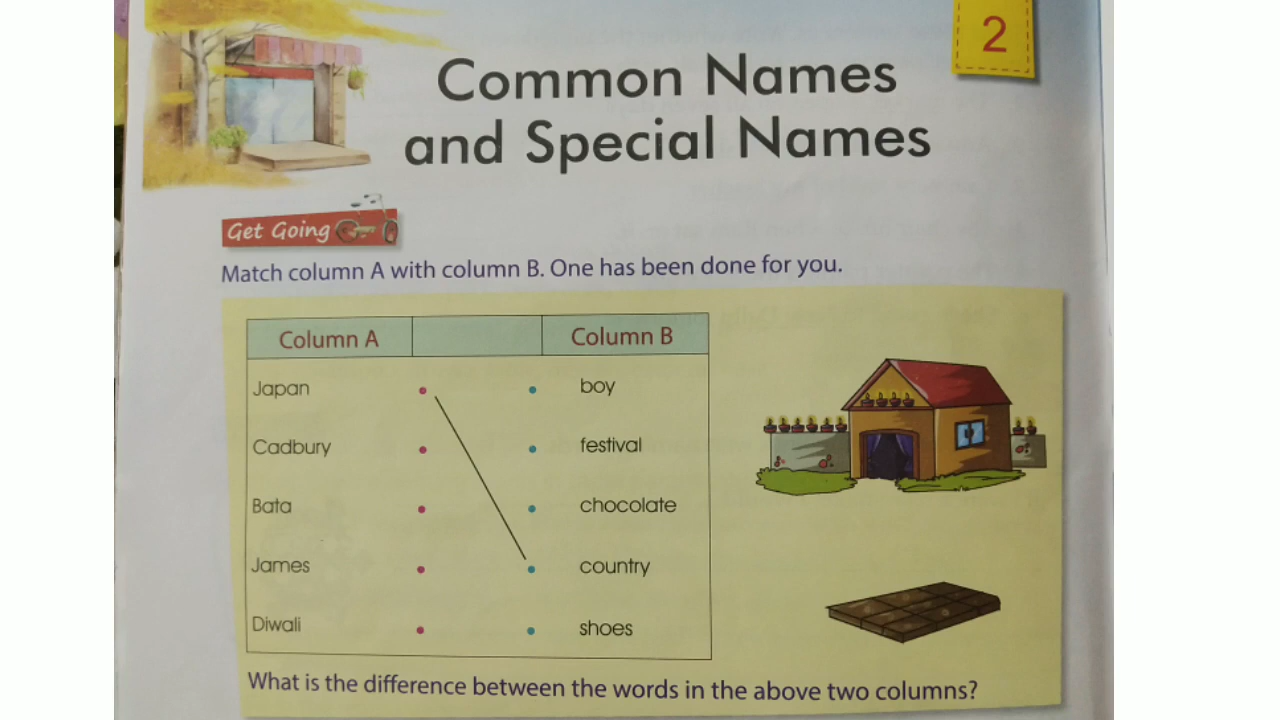 2
Common Names
and Special Names
Get Going
Match column A with column B. One has been done for you.
Column A Column B
Japan boy
Cadbury festival
Bata chocolate
James country
Diwali shoes
What is the difference between the words in the above two columns?